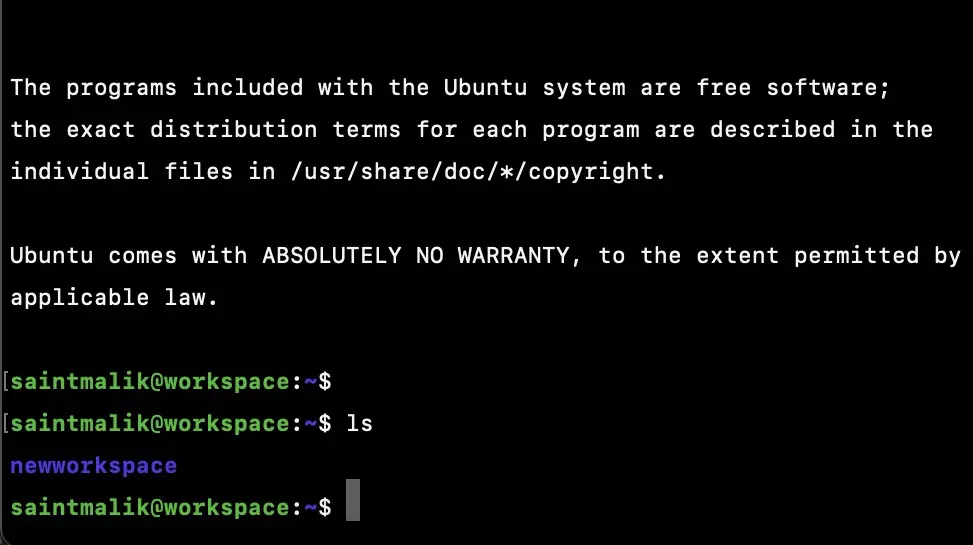 The programs included with the Ubuntu system are free software;
the exact distribution terms for each program are described in the
individual files in /usr/share/doc/*/copyright.
Ubuntu comes with ABSOLUTELY NO WARRANTY, to the extent permitted by
applicable law.
[saintmalik@workspace:~$
[saintmalik@workspace:~$ ls
newworkspace
saintmalik@workspace:~$